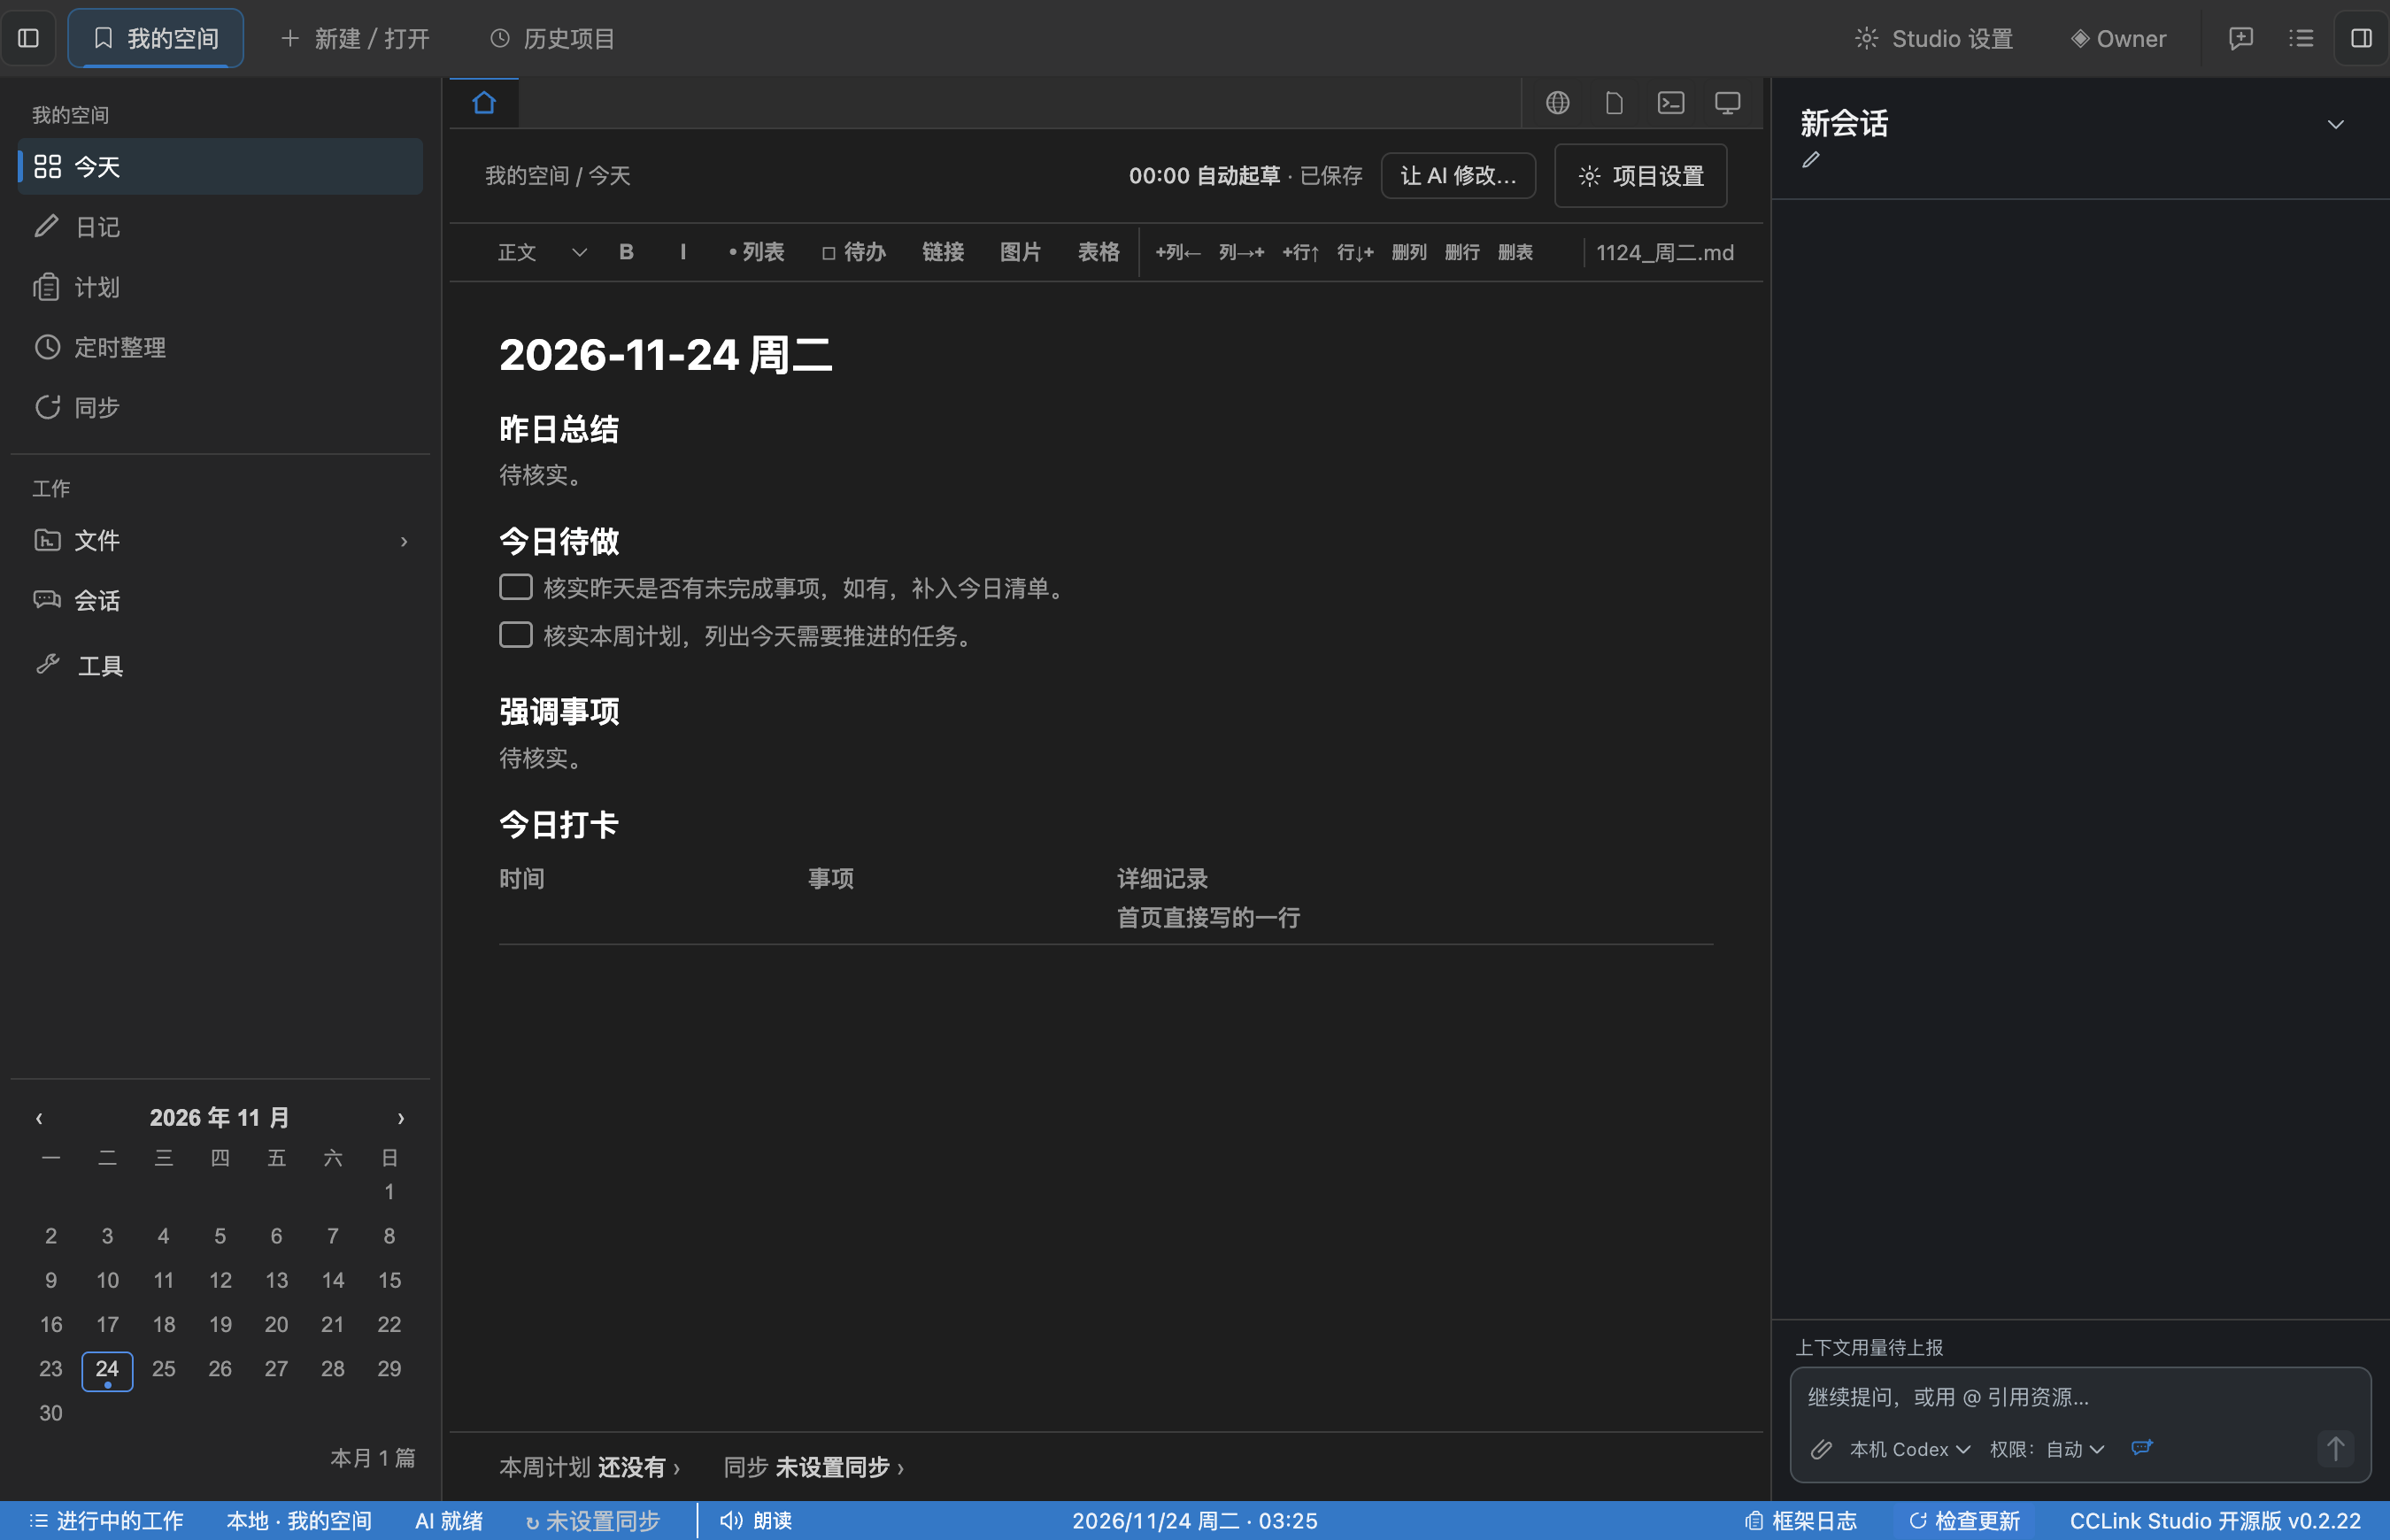 我的空间
新建 / 打开
历史项目
Studio 设置
Owner
我的空间
今天
日记
计划
定时整理
同步
工作
文件
会话
工具
2026 年 11 月
一 二 三 四 五 六 日
1
2 3 4 5 6 7 8
9 10 11 12 13 14 15
16 17 18 19 20 21 22
23 24 25 26 27 28 29
30
本月 1 篇
我的空间 / 今天
00:00 自动起草 · 已保存
让 AI 修改...
项目设置
正文
B
I
• 列表
待办
链接
图片
表格
+列←
列→+
+行↑
行↓+
删列
删行
删表
1124_周二.md
2026-11-24 周二
昨日总结
待核实。
今日待做
核实昨天是否有未完成事项，如有，补入今日清单。
核实本周计划，列出今天需要推进的任务。
强调事项
待核实。
今日打卡
时间 事项 详细记录
首页直接写的一行
本周计划 还没有 ›
同步 未设置同步 ›
新会话
上下文用量待上报
继续提问，或用 @ 引用资源...
本机 Codex
权限：自动
进行中的工作
本地 · 我的空间
AI 就绪
未设置同步
朗读
2026/11/24 周二 · 03:25
框架日志
检查更新
CCLink Studio 开源版 v0.2.22